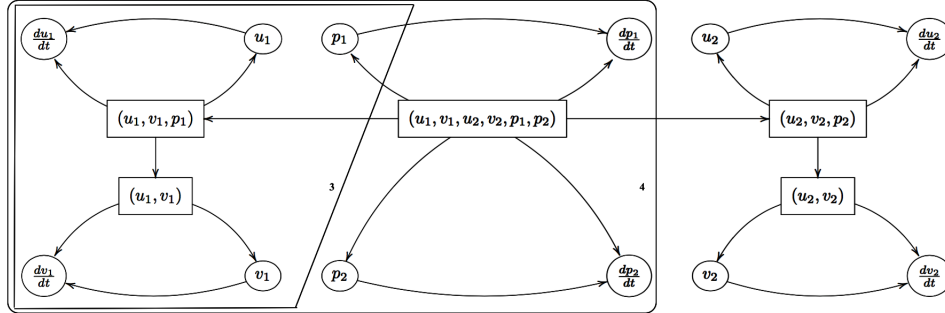 du₁/dt u₁ p₁ dp₁/dt u₂ du₂/dt
(u₁, v₁, p₁) (u₁, v₁, u₂, v₂, p₁, p₂) (u₂, v₂, p₂)
(u₁, v₁) 3 4 (u₂, v₂)
dv₁/dt v₁ p₂ dp₂/dt v₂ dv₂/dt